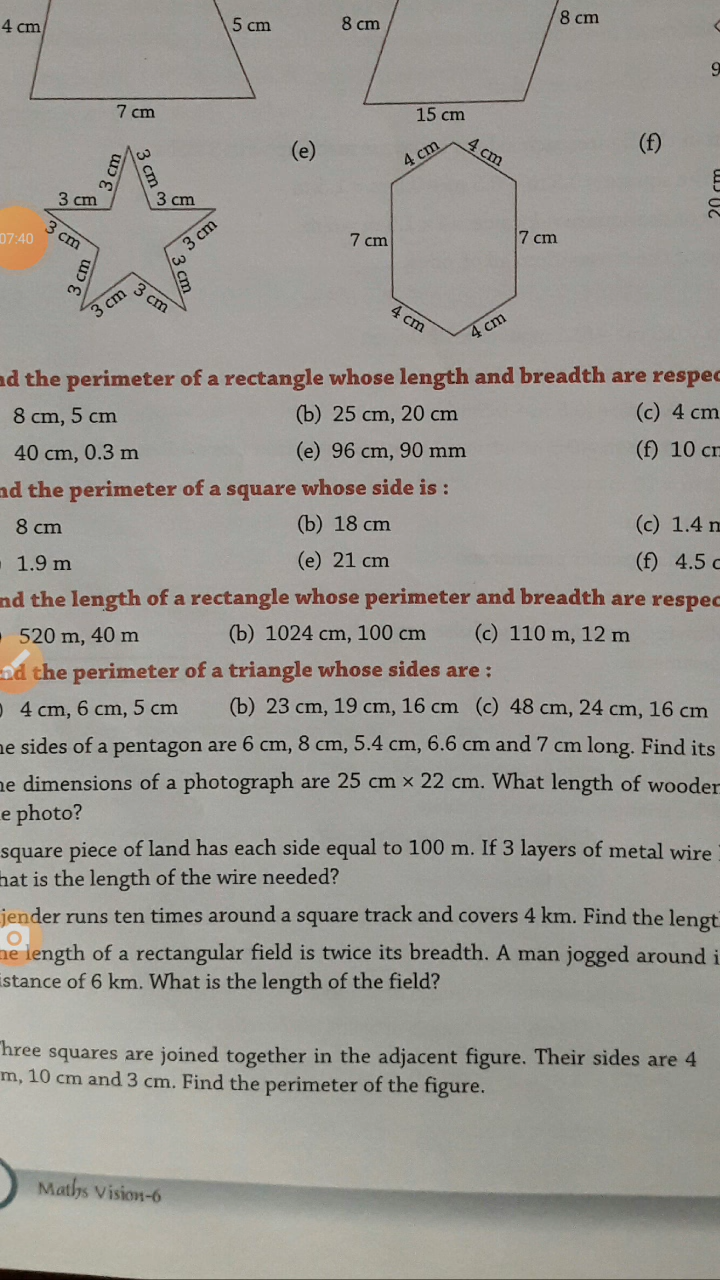 4 cm
5 cm
8 cm
8 cm
7 cm
15 cm
9
(e)
(f)
3 cm
3 cm
3 cm
3 cm
3 cm
3 cm
3 cm
3 cm
3 cm
3 cm
4 cm
4 cm
7 cm
7 cm
4 cm
4 cm
20 cm
07:40
nd the perimeter of a rectangle whose length and breadth are respec
8 cm, 5 cm (b) 25 cm, 20 cm (c) 4 cm
40 cm, 0.3 m (e) 96 cm, 90 mm (f) 10 cm
nd the perimeter of a square whose side is :
8 cm (b) 18 cm (c) 1.4 m
1.9 m (e) 21 cm (f) 4.5 c
nd the length of a rectangle whose perimeter and breadth are respec
520 m, 40 m (b) 1024 cm, 100 cm (c) 110 m, 12 m
nd the perimeter of a triangle whose sides are :
) 4 cm, 6 cm, 5 cm (b) 23 cm, 19 cm, 16 cm (c) 48 cm, 24 cm, 16 cm
he sides of a pentagon are 6 cm, 8 cm, 5.4 cm, 6.6 cm and 7 cm long. Find its
he dimensions of a photograph are 25 cm × 22 cm. What length of wooden
e photo?
square piece of land has each side equal to 100 m. If 3 layers of metal wire
hat is the length of the wire needed?
jender runs ten times around a square track and covers 4 km. Find the lengt
he length of a rectangular field is twice its breadth. A man jogged around i
istance of 6 km. What is the length of the field?
hree squares are joined together in the adjacent figure. Their sides are 4
m, 10 cm and 3 cm. Find the perimeter of the figure.
Maths Vision-6